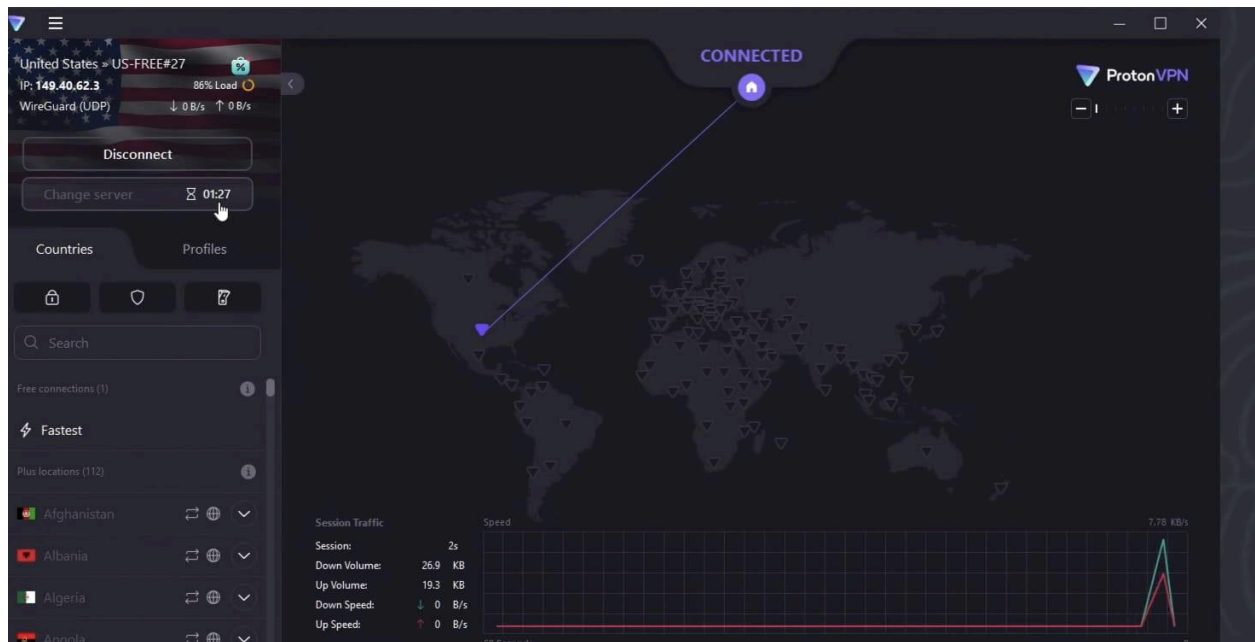 United States » US-FREE#27
IP: 149.40.62.3
86% Load
WireGuard (UDP)
↓ 0 B/s ↑ 0 B/s
Disconnect
Change server
01:27
Countries
Profiles
Search
Free connections (1)
Fastest
Plus locations (112)
Afghanistan
Albania
Algeria
Angola
CONNECTED
ProtonVPN
Session Traffic
Session: 2s
Down Volume: 26.9 KB
Up Volume: 19.3 KB
Down Speed: ↓ 0 B/s
Up Speed: ↑ 0 B/s
Speed
7.78 KB/s